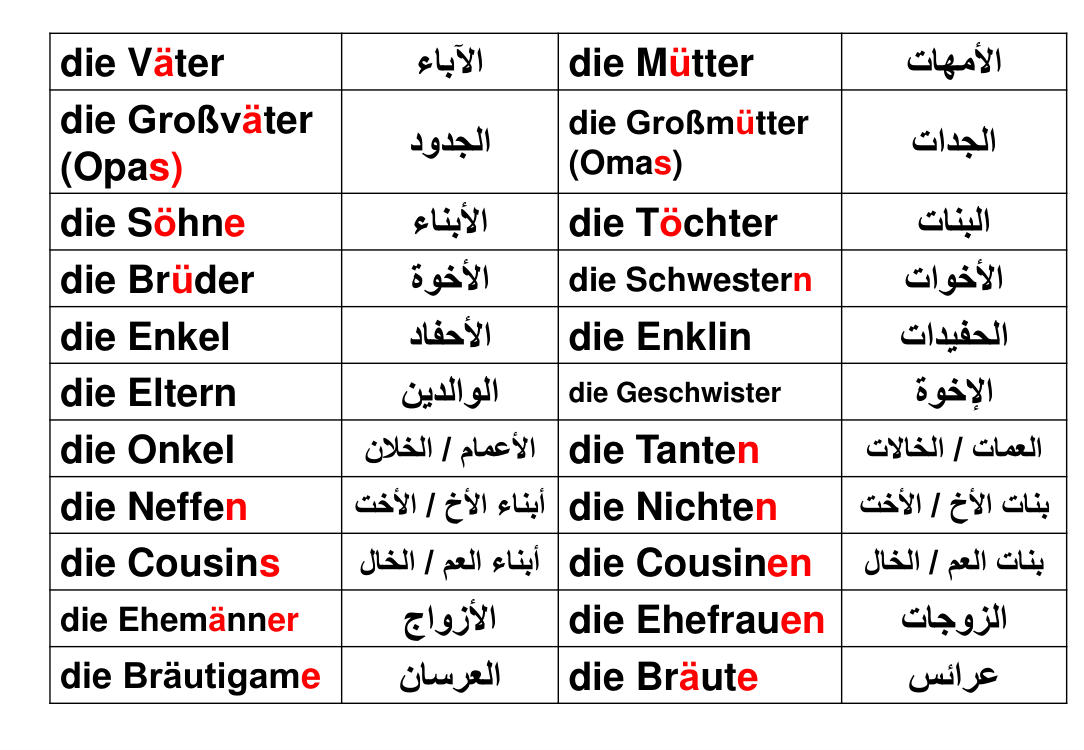 die Väter الآباء die Mütter الأمهات
die Großväter (Opas) الجدود die Großmütter (Omas) الجدات
die Söhne الأبناء die Töchter البنات
die Brüder الأخوة die Schwestern الأخوات
die Enkel الأحفاد die Enklin الحفيدات
die Eltern الوالدين die Geschwister الإخوة
die Onkel الأعمام / الخلان die Tanten العمات / الخالات
die Neffen أبناء الأخ / الأخت die Nichten بنات الأخ / الأخت
die Cousins أبناء العم / الخال die Cousinen بنات العم / الخال
die Ehemänner الأزواج die Ehefrauen الزوجات
die Bräutigame العرسان die Bräute عرائس